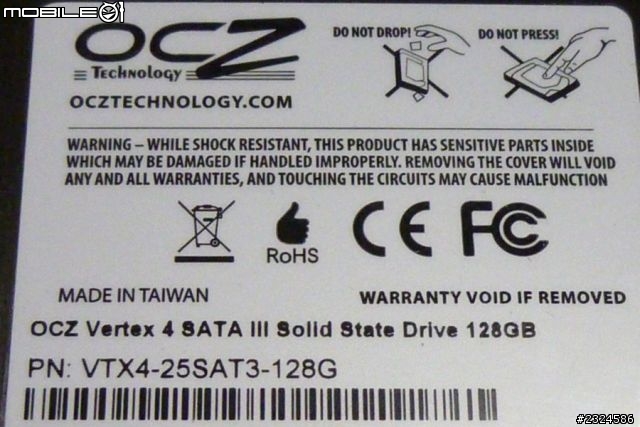 MOBILE01
OCZ
Technology
OCZTECHNOLOGY.COM
DO NOT DROP!
DO NOT PRESS!
WARNING – WHILE SHOCK RESISTANT, THIS PRODUCT HAS SENSITIVE PARTS INSIDE
WHICH MAY BE DAMAGED IF HANDLED IMPROPERLY. REMOVING THE COVER WILL VOID
ANY AND ALL WARRANTIES, AND TOUCHING THE CIRCUITS MAY CAUSE MALFUNCTION
RoHS
CE
FC
MADE IN TAIWAN
WARRANTY VOID IF REMOVED
OCZ Vertex 4 SATA III Solid State Drive 128GB
PN: VTX4-25SAT3-128G
#2324586